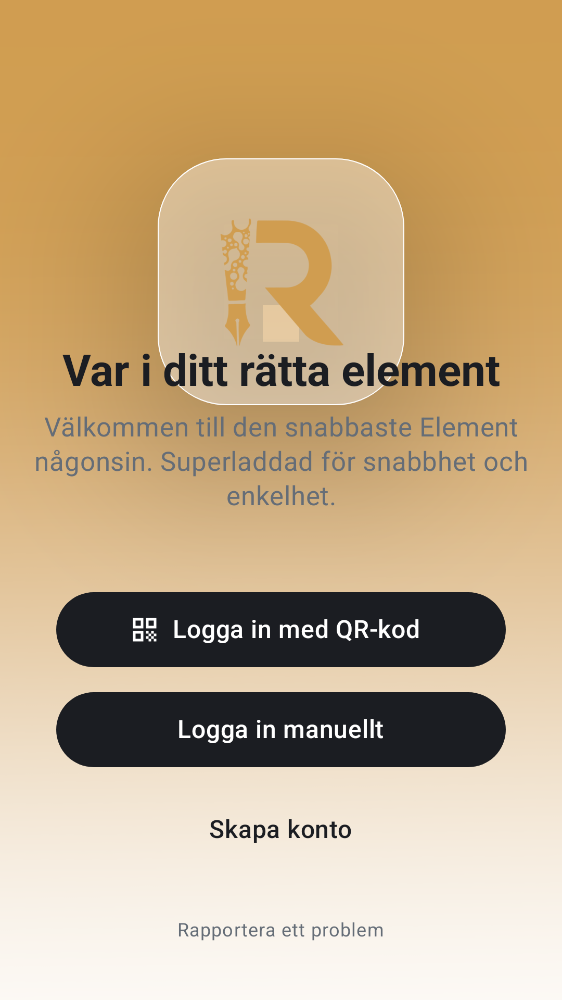 R
Var i ditt rätta element
Välkommen till den snabbaste Element
någonsin. Superladdad för snabbhet och
enkelhet.
Logga in med QR-kod
Logga in manuellt
Skapa konto
Rapportera ett problem